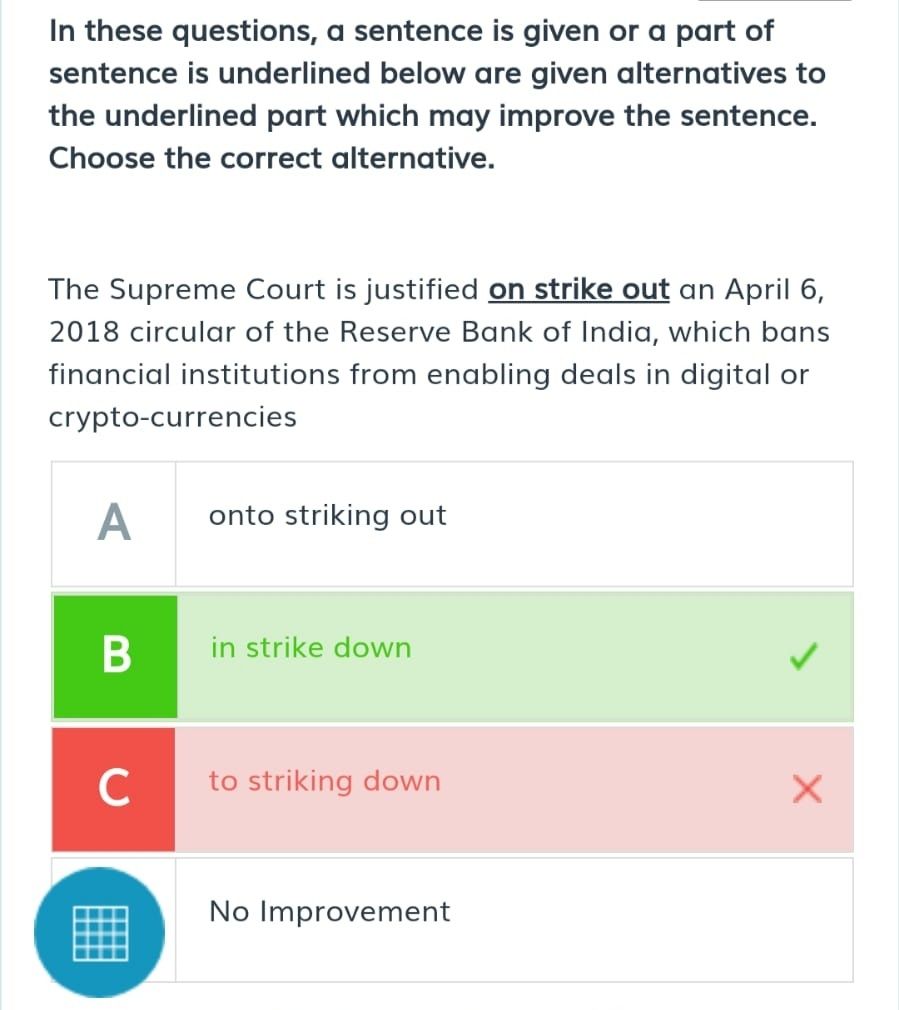 In these questions, a sentence is given or a part of
sentence is underlined below are given alternatives to
the underlined part which may improve the sentence.
Choose the correct alternative.
The Supreme Court is justified on strike out an April 6,
2018 circular of the Reserve Bank of India, which bans
financial institutions from enabling deals in digital or
crypto-currencies
A onto striking out
B in strike down
C to striking down
No Improvement